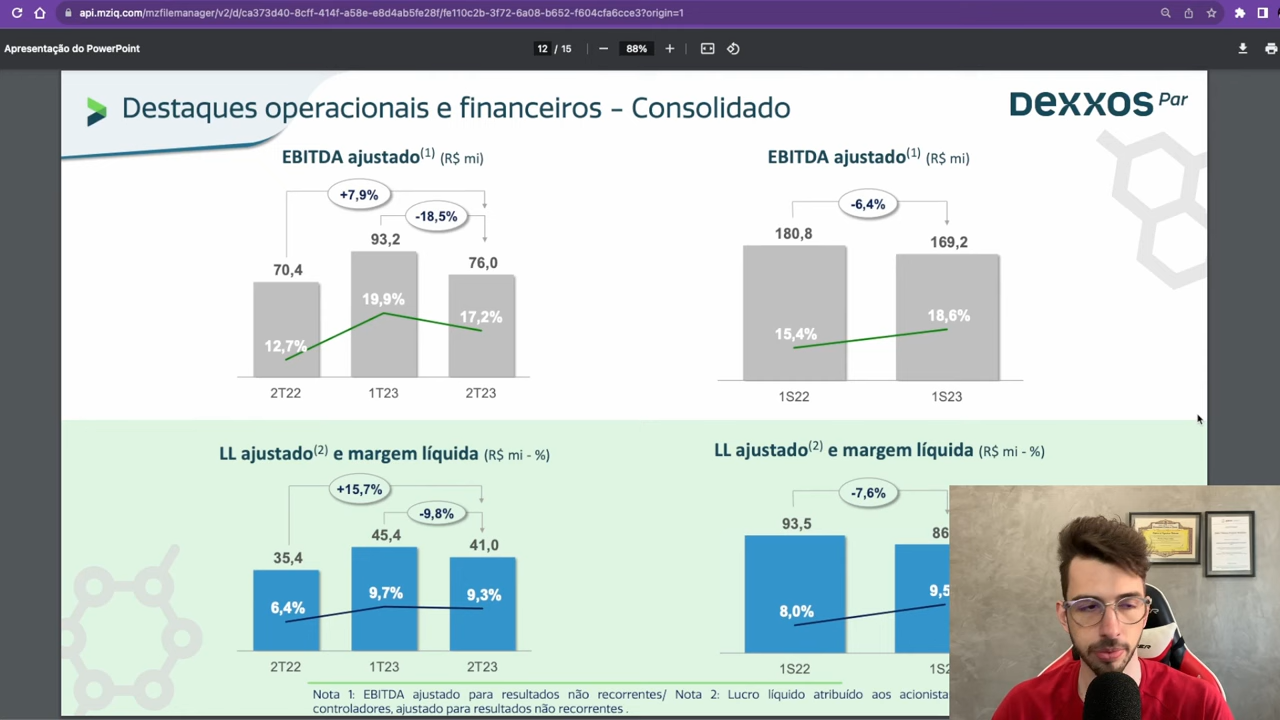 api.mziq.com/mzfilemanager/v2/d/ca373d40-8cff-414f-a58e-e8d4ab5fe28f/fe110c2b-3f72-6a08-b652-f604cfa6cce3?origin=1
Apresentação do PowerPoint
12 / 15
88%
Destaques operacionais e financeiros – Consolidado
Dexxos Par
EBITDA ajustado(1) (R$ mi)
+7,9%
-18,5%
93,2
70,4
76,0
19,9%
17,2%
12,7%
2T22 1T23 2T23
EBITDA ajustado(1) (R$ mi)
-6,4%
180,8
169,2
18,6%
15,4%
1S22 1S23
LL ajustado(2) e margem líquida (R$ mi - %)
+15,7%
-9,8%
45,4
35,4
41,0
9,7%
9,3%
6,4%
2T22 1T23 2T23
LL ajustado(2) e margem líquida (R$ mi - %)
-7,6%
93,5
86
9,5
8,0%
1S22 1S2
Nota 1: EBITDA ajustado para resultados não recorrentes/ Nota 2: Lucro líquido atribuído aos acionista
controladores, ajustado para resultados não recorrentes .